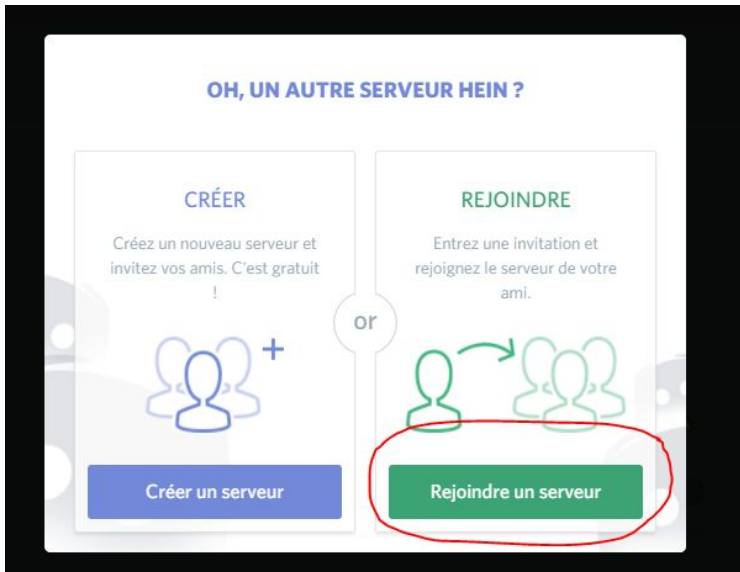 OH, UN AUTRE SERVEUR HEIN ?
CRÉER
Créez un nouveau serveur et
invitez vos amis. C'est gratuit
!
Créer un serveur
or
REJOINDRE
Entrez une invitation et
rejoignez le serveur de votre
ami.
Rejoindre un serveur